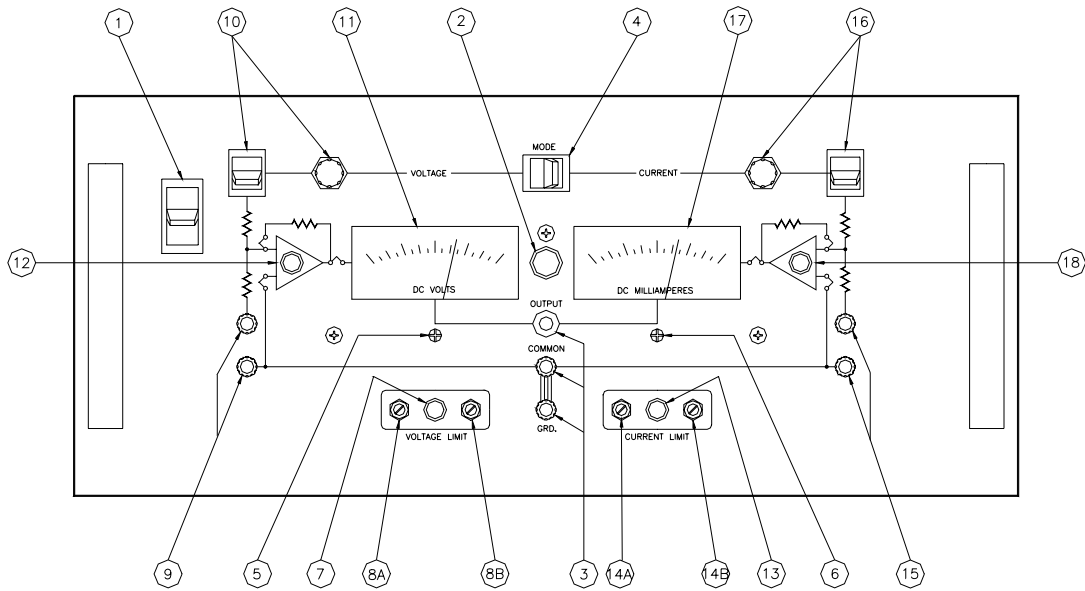 1
10
11
2
4
17
16
MODE
VOLTAGE
CURRENT
12
18
DC VOLTS
DC MILLIAMPERES
OUTPUT
COMMON
GRD.
VOLTAGE LIMIT
CURRENT LIMIT
9
5
7
8A
8B
3
14A
14B
13
6
15